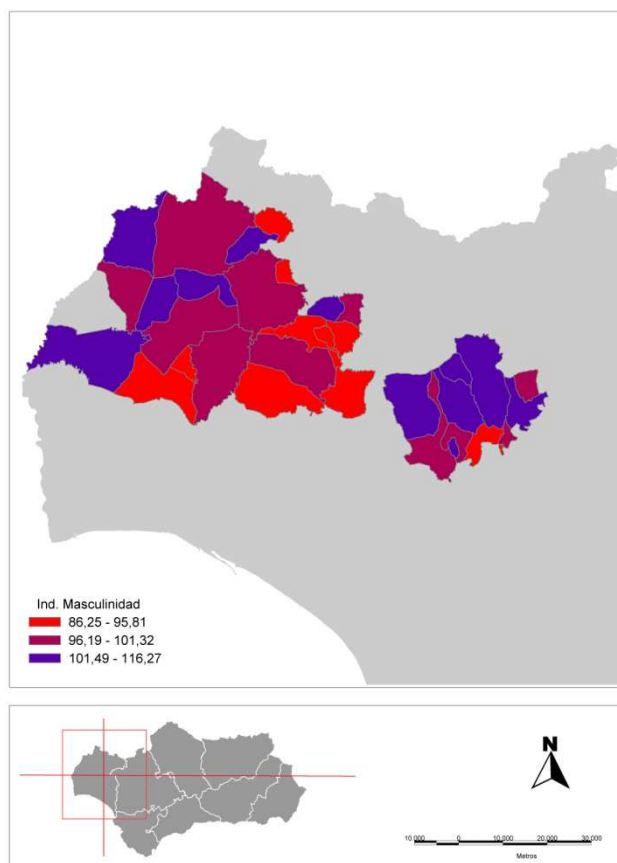 Ind. Masculinidad
86,25 - 95,81
96,19 - 101,32
101,49 - 116,27
N
10.000 0 10.000 20.000 30.000
Metros